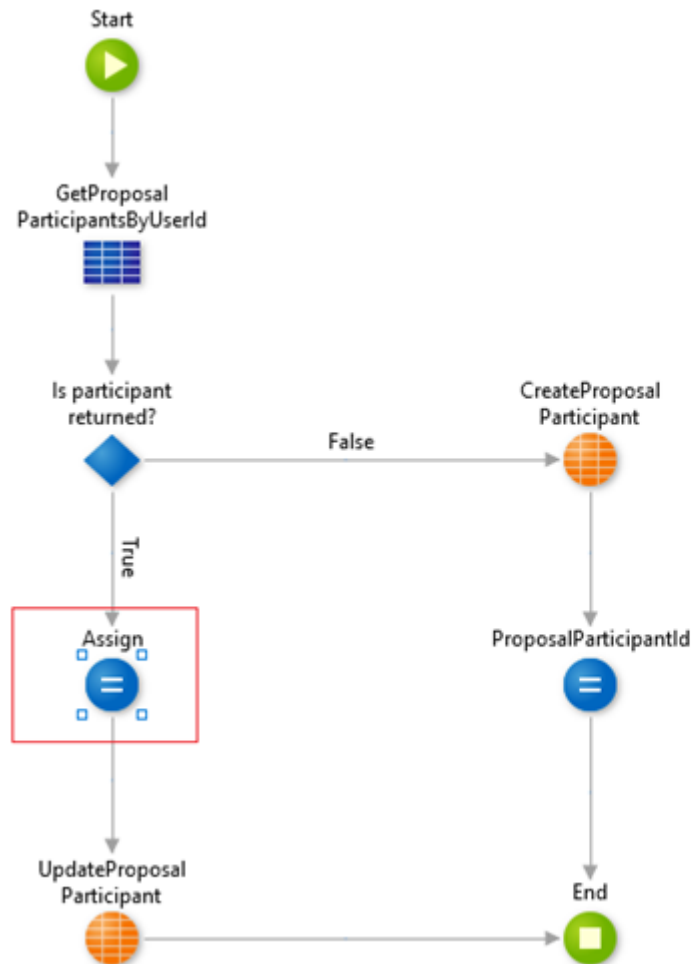 Start
GetProposal
ParticipantsByUserId
Is participant
returned?
False
CreateProposal
Participant
True
Assign
ProposalParticipantId
UpdateProposal
Participant
End